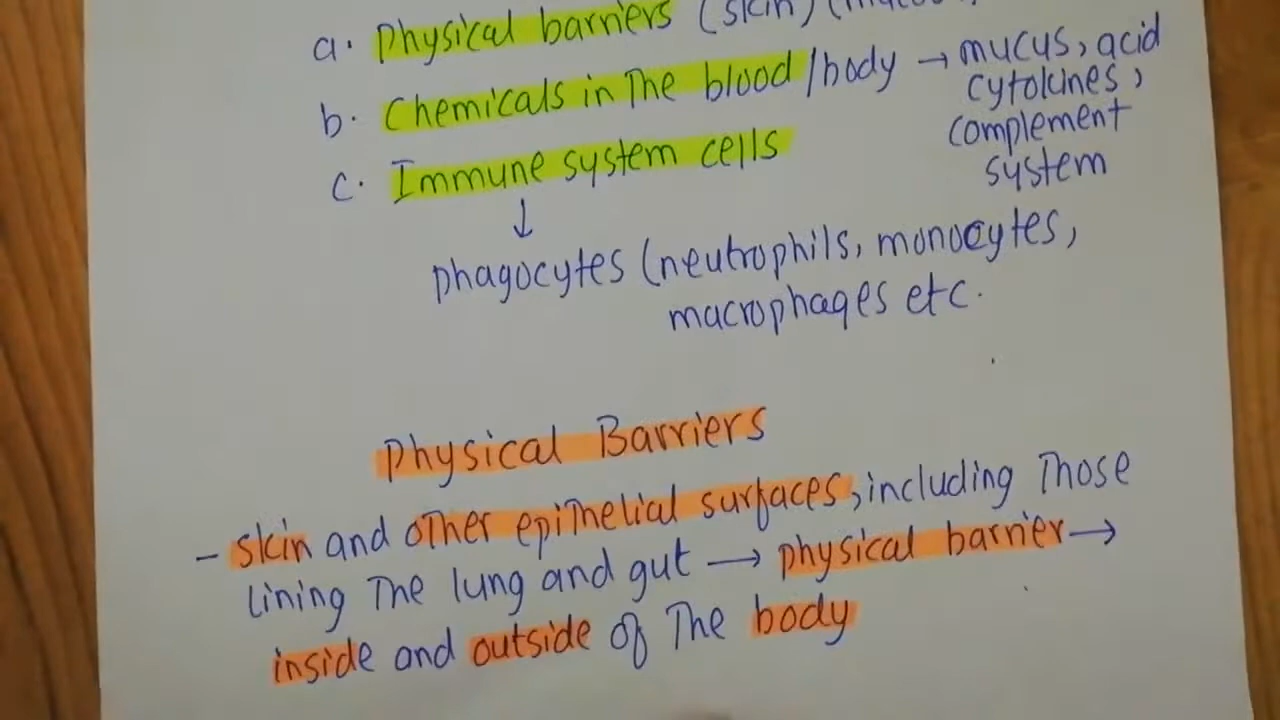 a. Physical barriers (skin)
b. Chemicals in The blood/body → mucus, acid
cytokines,
complement
system
c. Immune system cells
↓
phagocytes (neutrophils, monocytes,
macrophages etc.
Physical Barriers
- skin and other epithelial surfaces, including Those
lining The lung and gut → physical barrier →
inside and outside of The body